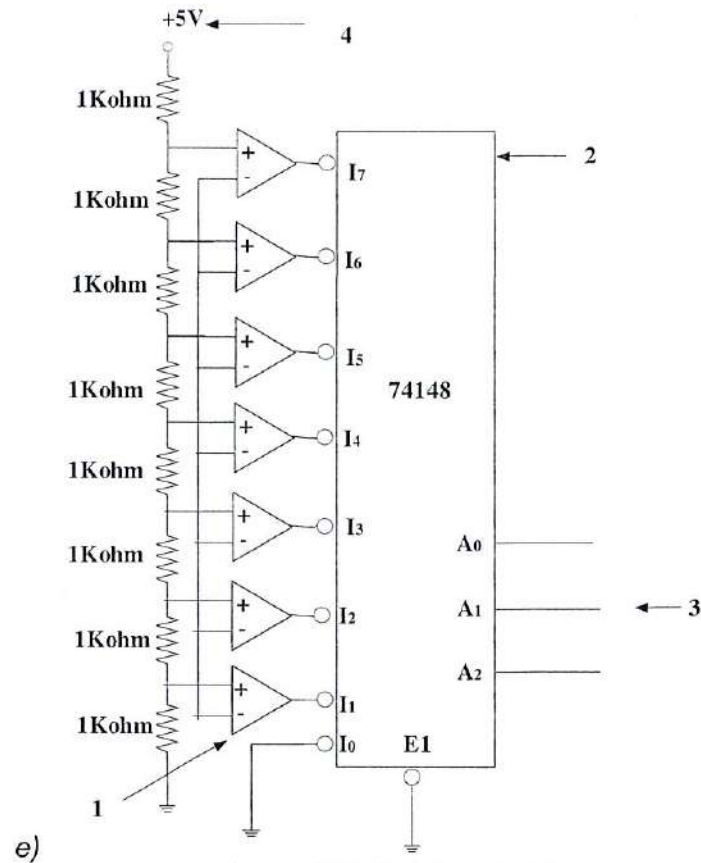 +5V 4
1Kohm
+
-
I7
2
1Kohm
+
-
I6
1Kohm
+
-
I5
1Kohm
74148
+
-
I4
1Kohm
+
-
I3
A0
1Kohm
+
-
I2
A1
3
1Kohm
+
-
I1
A2
1Kohm
I0
E1
1
e)